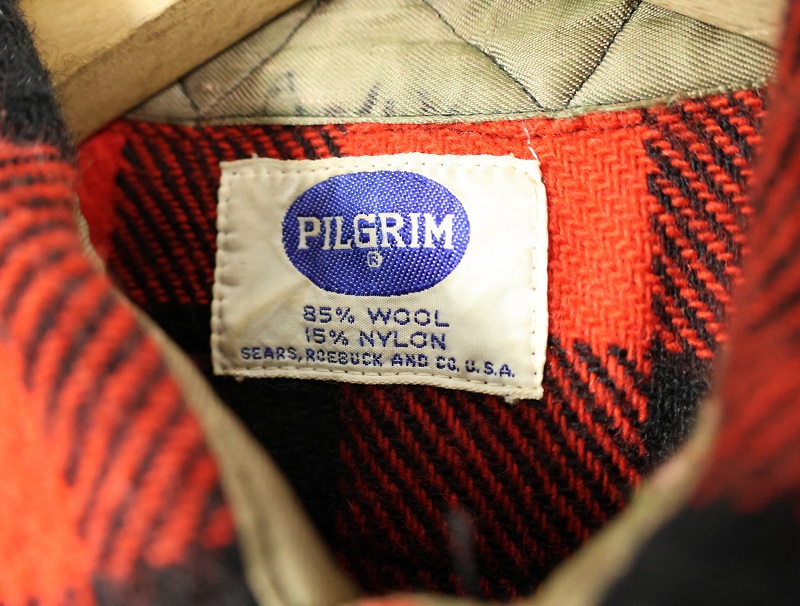 PILGRIM
®
85% WOOL
15% NYLON
SEARS, ROEBUCK AND CO. U.S.A.